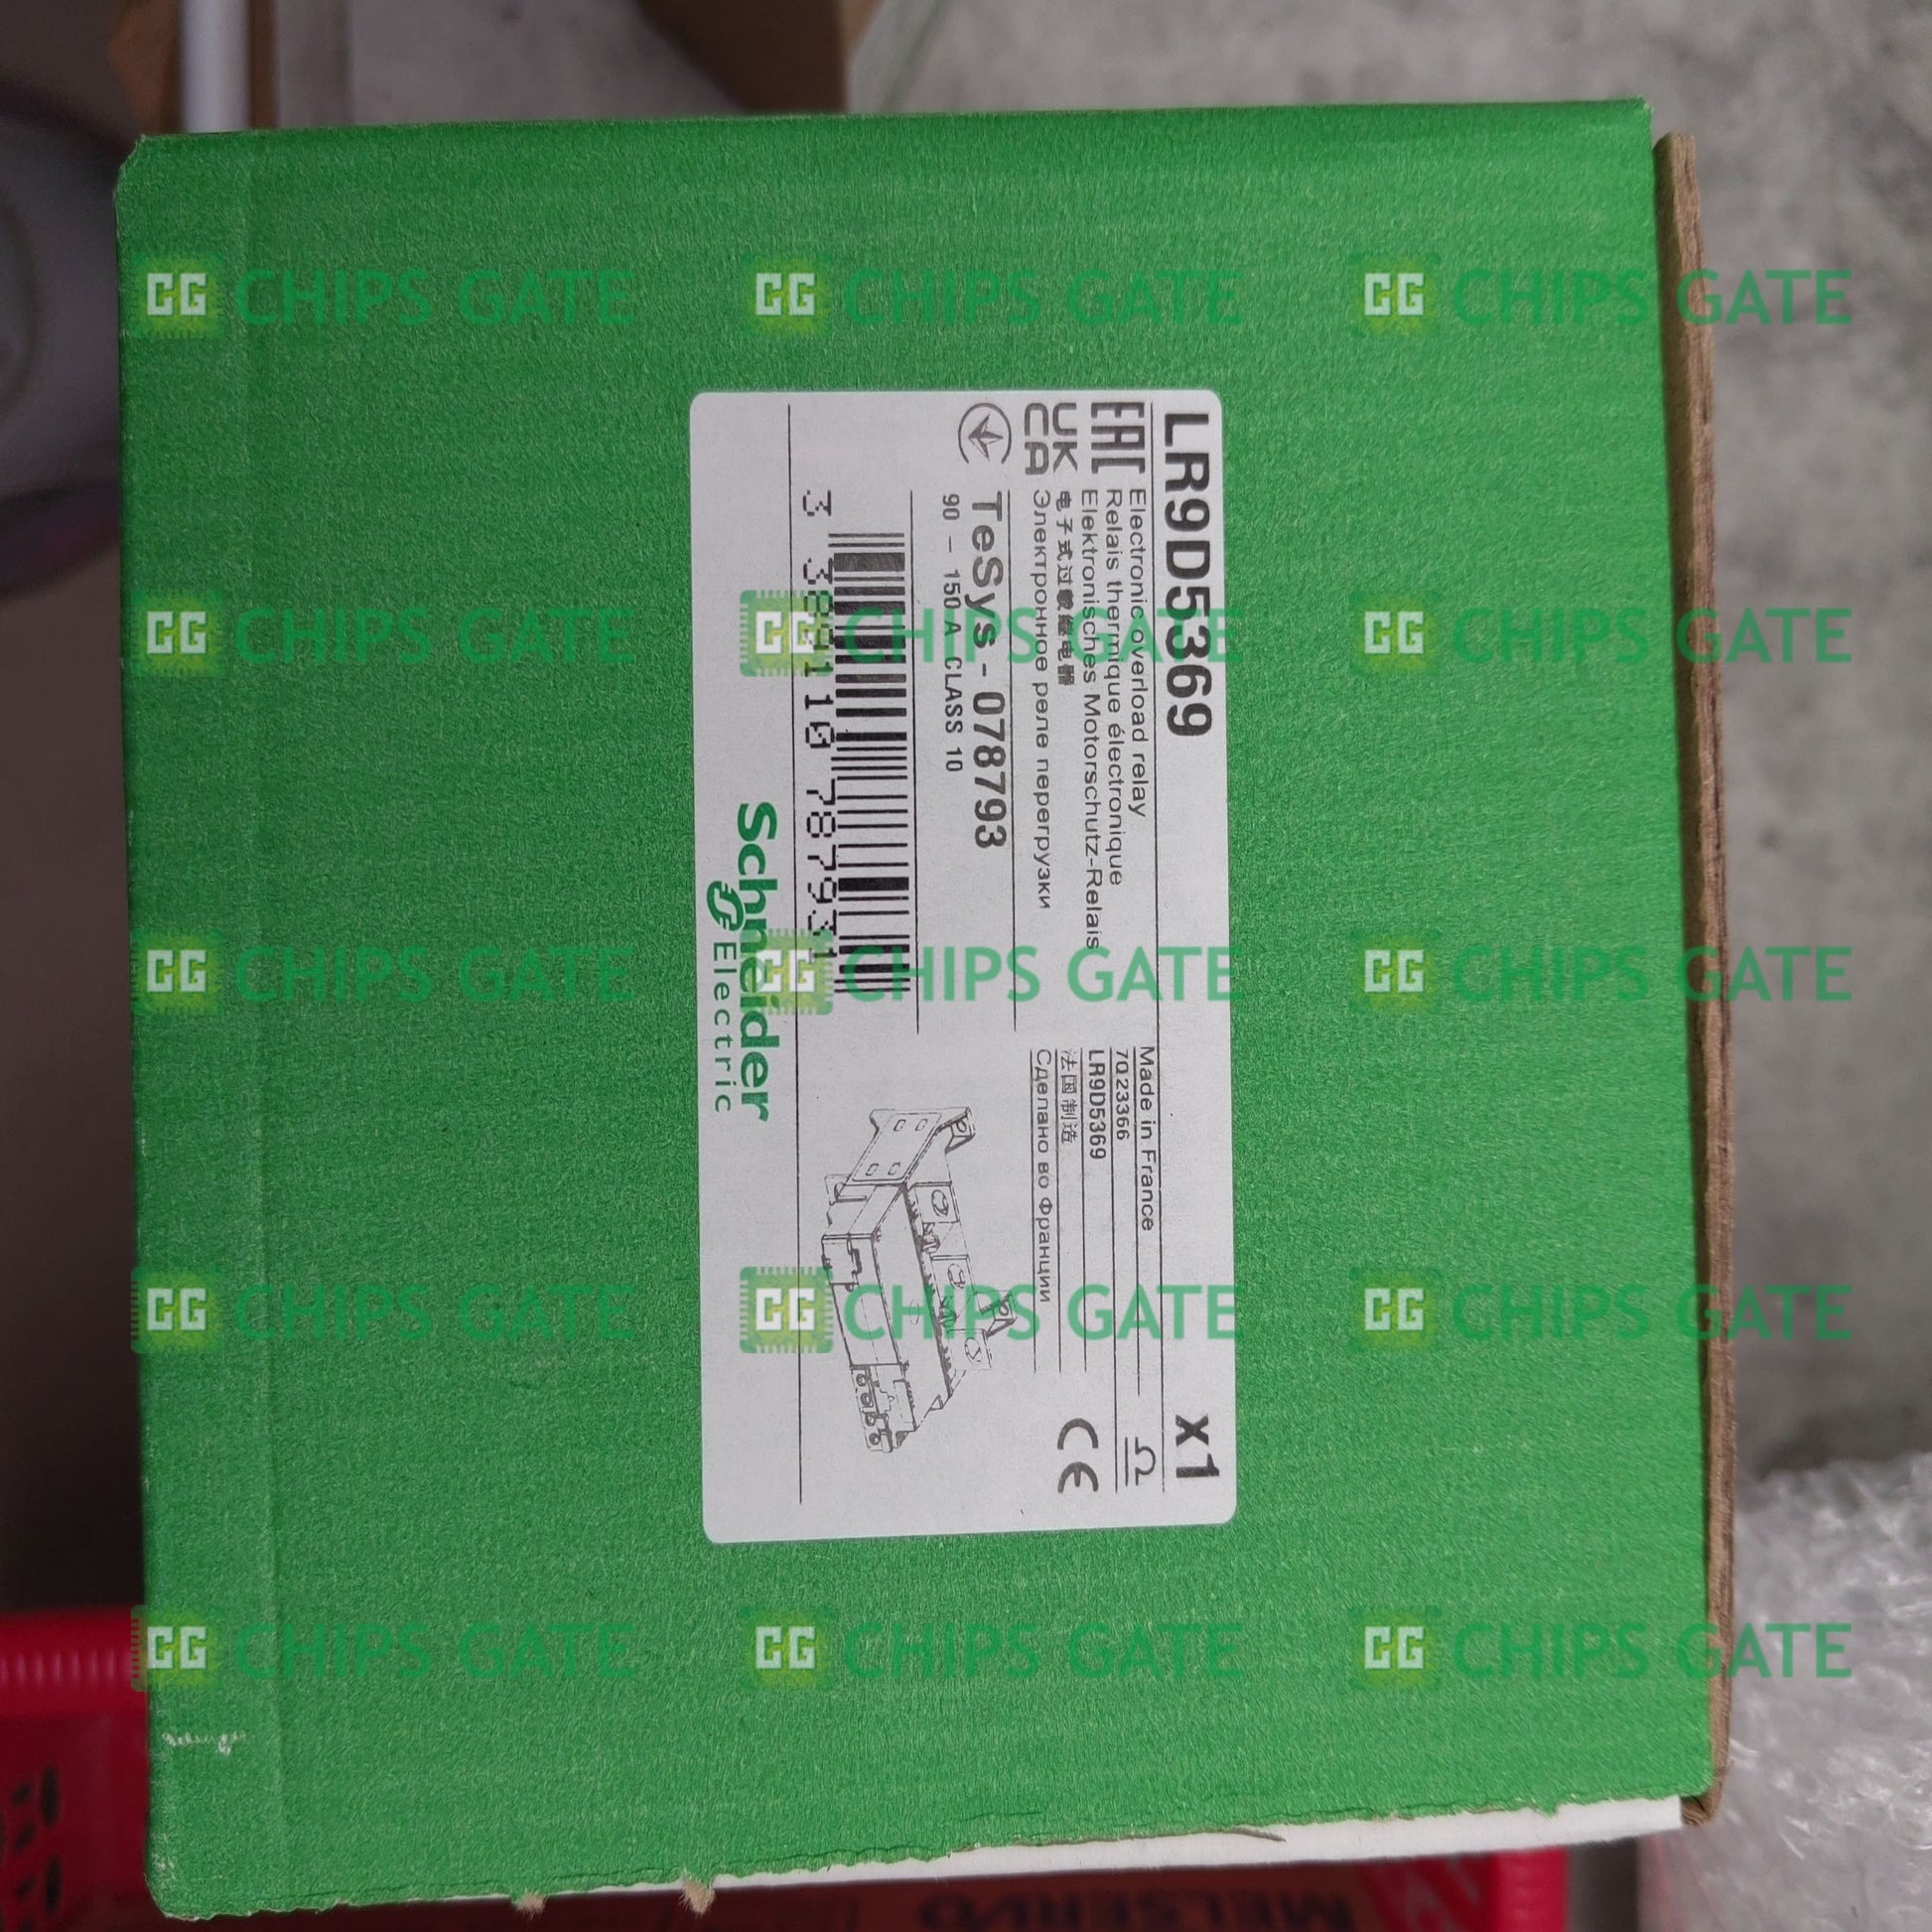 LR9D5369
x1
Electronic overload relay
Relais thermique électronique
Elektronisches Motorschutz-Relais
电子式过载继电器
Электронное реле перегрузки
EAC
UK
CA
Made in France
7Q23366
LR9D5369
法国制造
Сделано во Франции
CE
TeSys - 078793
90 - 150 A CLASS 10
3 389110 787931
Schneider
Electric
CG CHIPS GATE CG CHIPS GATE CG CHIPS GATE
CG CHIPS GATE CG CHIPS GATE CG CHIPS GATE
CG CHIPS GATE CG CHIPS GATE CG CHIPS GATE
CG CHIPS GATE CG CHIPS GATE CG CHIPS GATE
CG CHIPS GATE CG CHIPS GATE CG CHIPS GATE
MELSERVO